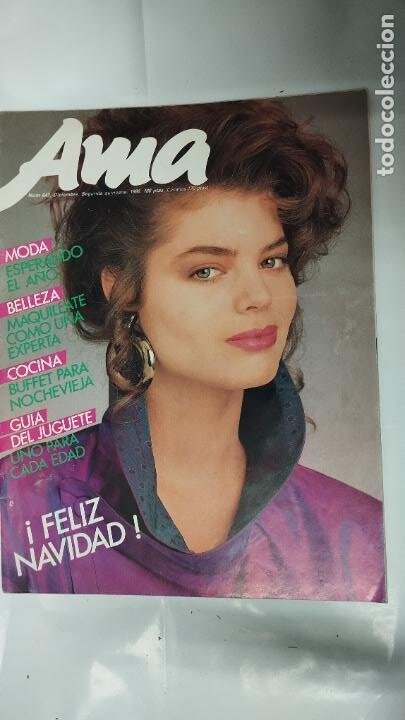 Ama
MODA
ESPERANDO
EL AÑO
BELLEZA
MAQUILLATE
COMO UNA
EXPERTA
COCINA
BUFFET PARA
NOCHEVIEJA
GUIA
DEL JUGUETE
UNO PARA
CADA EDAD
¡ FELIZ
NAVIDAD !
todocoleccion